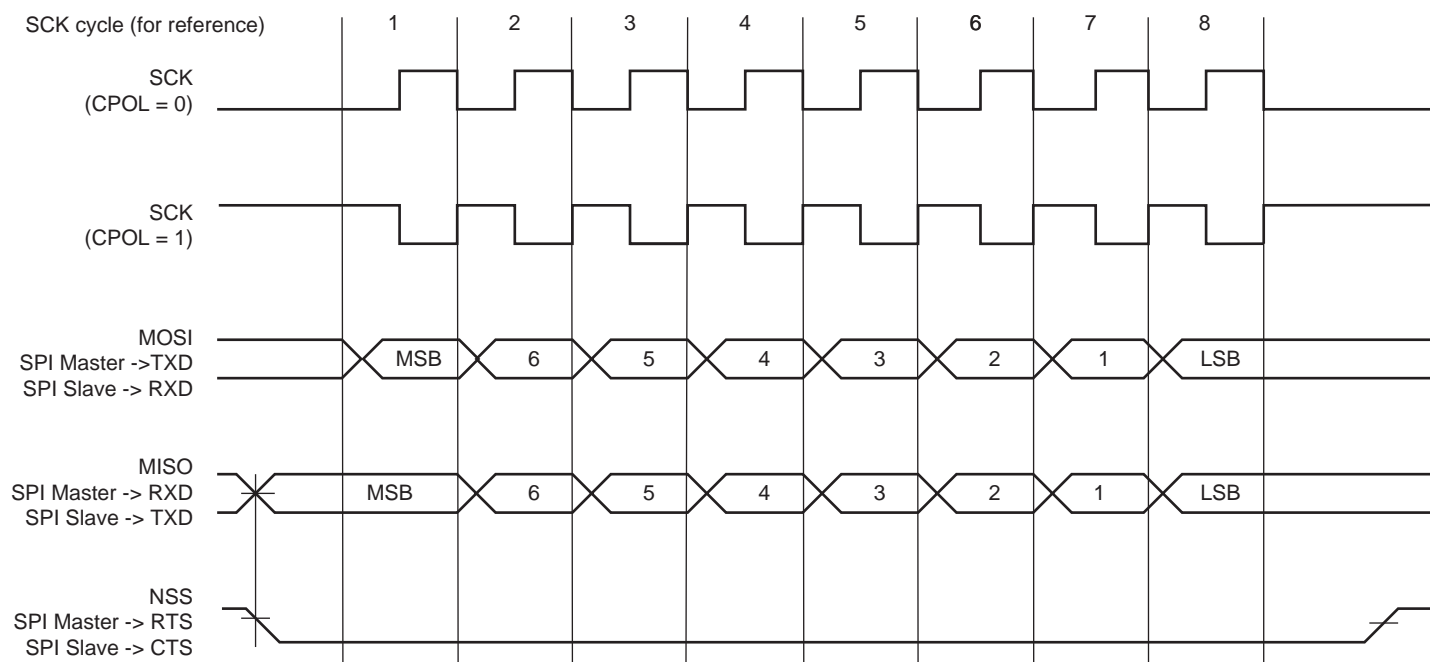 SCK cycle (for reference) 1 2 3 4 5 6 7 8
SCK
(CPOL = 0)
SCK
(CPOL = 1)
MOSI
SPI Master ->TXD
SPI Slave -> RXD
MSB 6 5 4 3 2 1 LSB
MISO
SPI Master -> RXD
SPI Slave -> TXD
MSB 6 5 4 3 2 1 LSB
NSS
SPI Master -> RTS
SPI Slave -> CTS